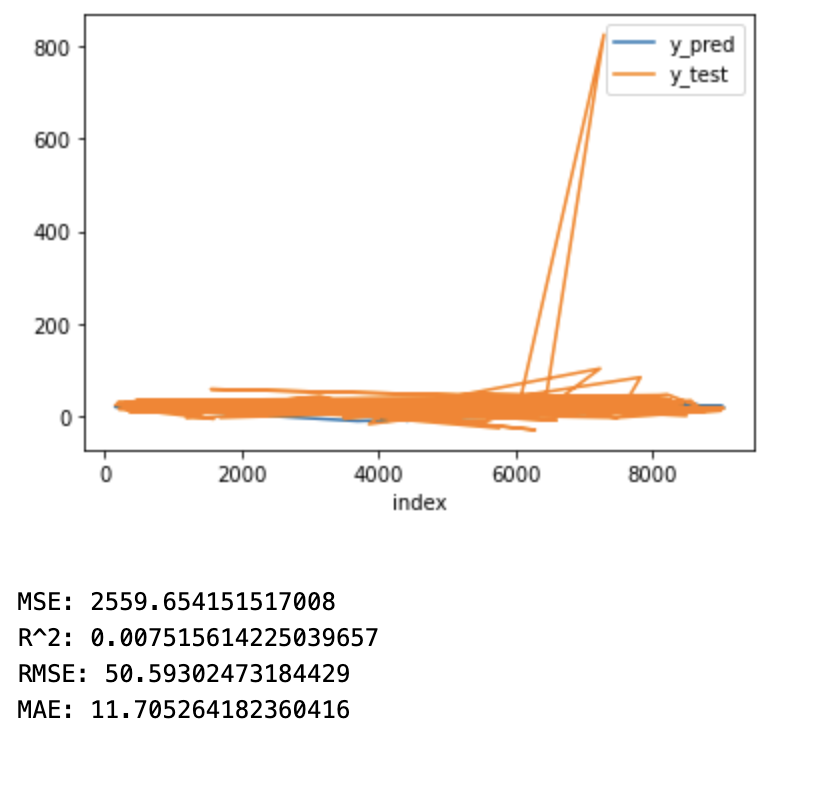 800
y_pred
y_test
600
400
200
0
0 2000 4000 6000 8000
index
MSE: 2559.654151517008
R^2: 0.007515614225039657
RMSE: 50.59302473184429
MAE: 11.705264182360416